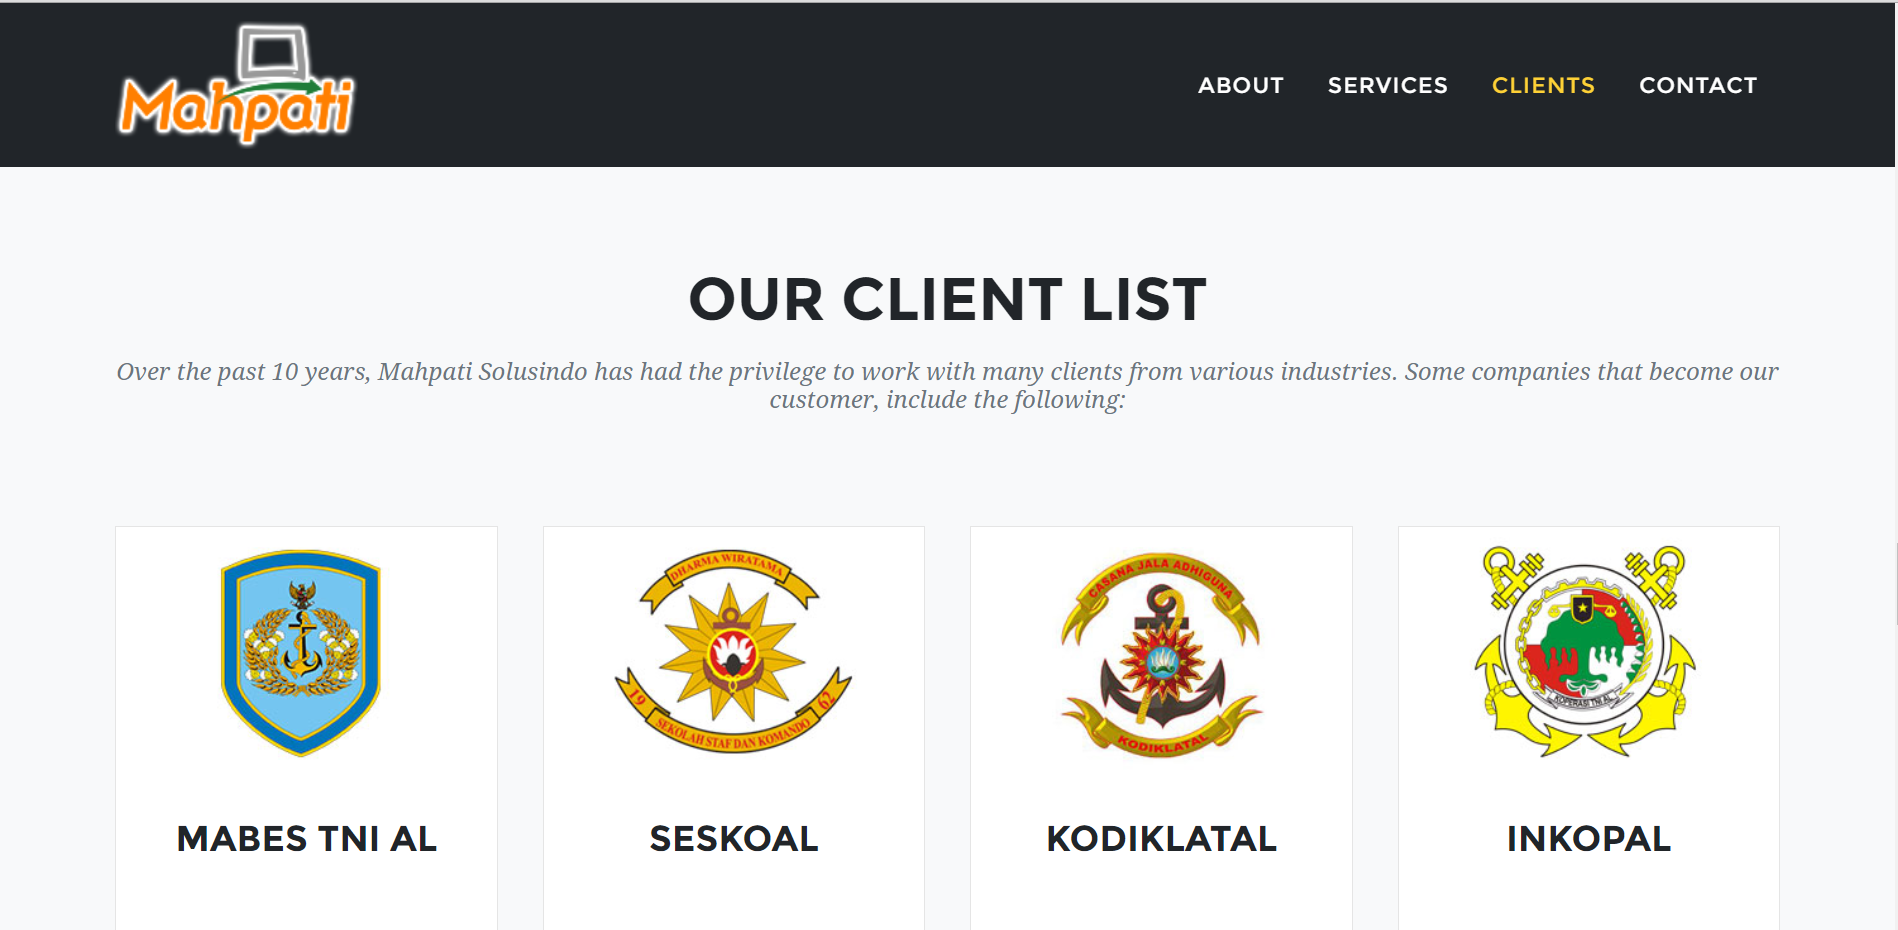 Mahpati
ABOUT SERVICES CLIENTS CONTACT
OUR CLIENT LIST
Over the past 10 years, Mahpati Solusindo has had the privilege to work with many clients from various industries. Some companies that become our
customer, include the following:
DHARMA WIRATAMA
19 62
SEKOLAH STAF DAN KOMANDO
CASANA JALA ADHIGUNA
KODIKLATAL
KOPERASI TNI AL
MABES TNI AL
SESKOAL
KODIKLATAL
INKOPAL